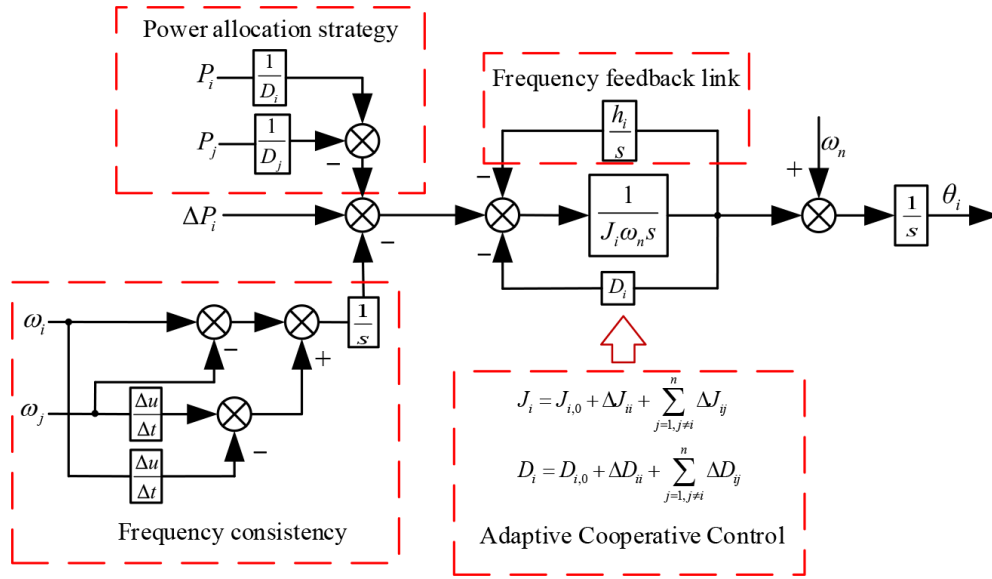 Power allocation strategy
P_i
1/D_i
P_j
1/D_j
−
ΔP_i
−
Frequency feedback link
h_i/s
−
1/(J_i ω_n s)
−
D_i
+
ω_n
1/s
θ_i
ω_i
−
1/s
+
ω_j
Δu/Δt
−
Δu/Δt
Frequency consistency
J_i = J_{i,0} + ΔJ_{ii} + \sum_{j=1, j≠i}^{n} ΔJ_{ij}
D_i = D_{i,0} + ΔD_{ii} + \sum_{j=1, j≠i}^{n} ΔD_{ij}
Adaptive Cooperative Control